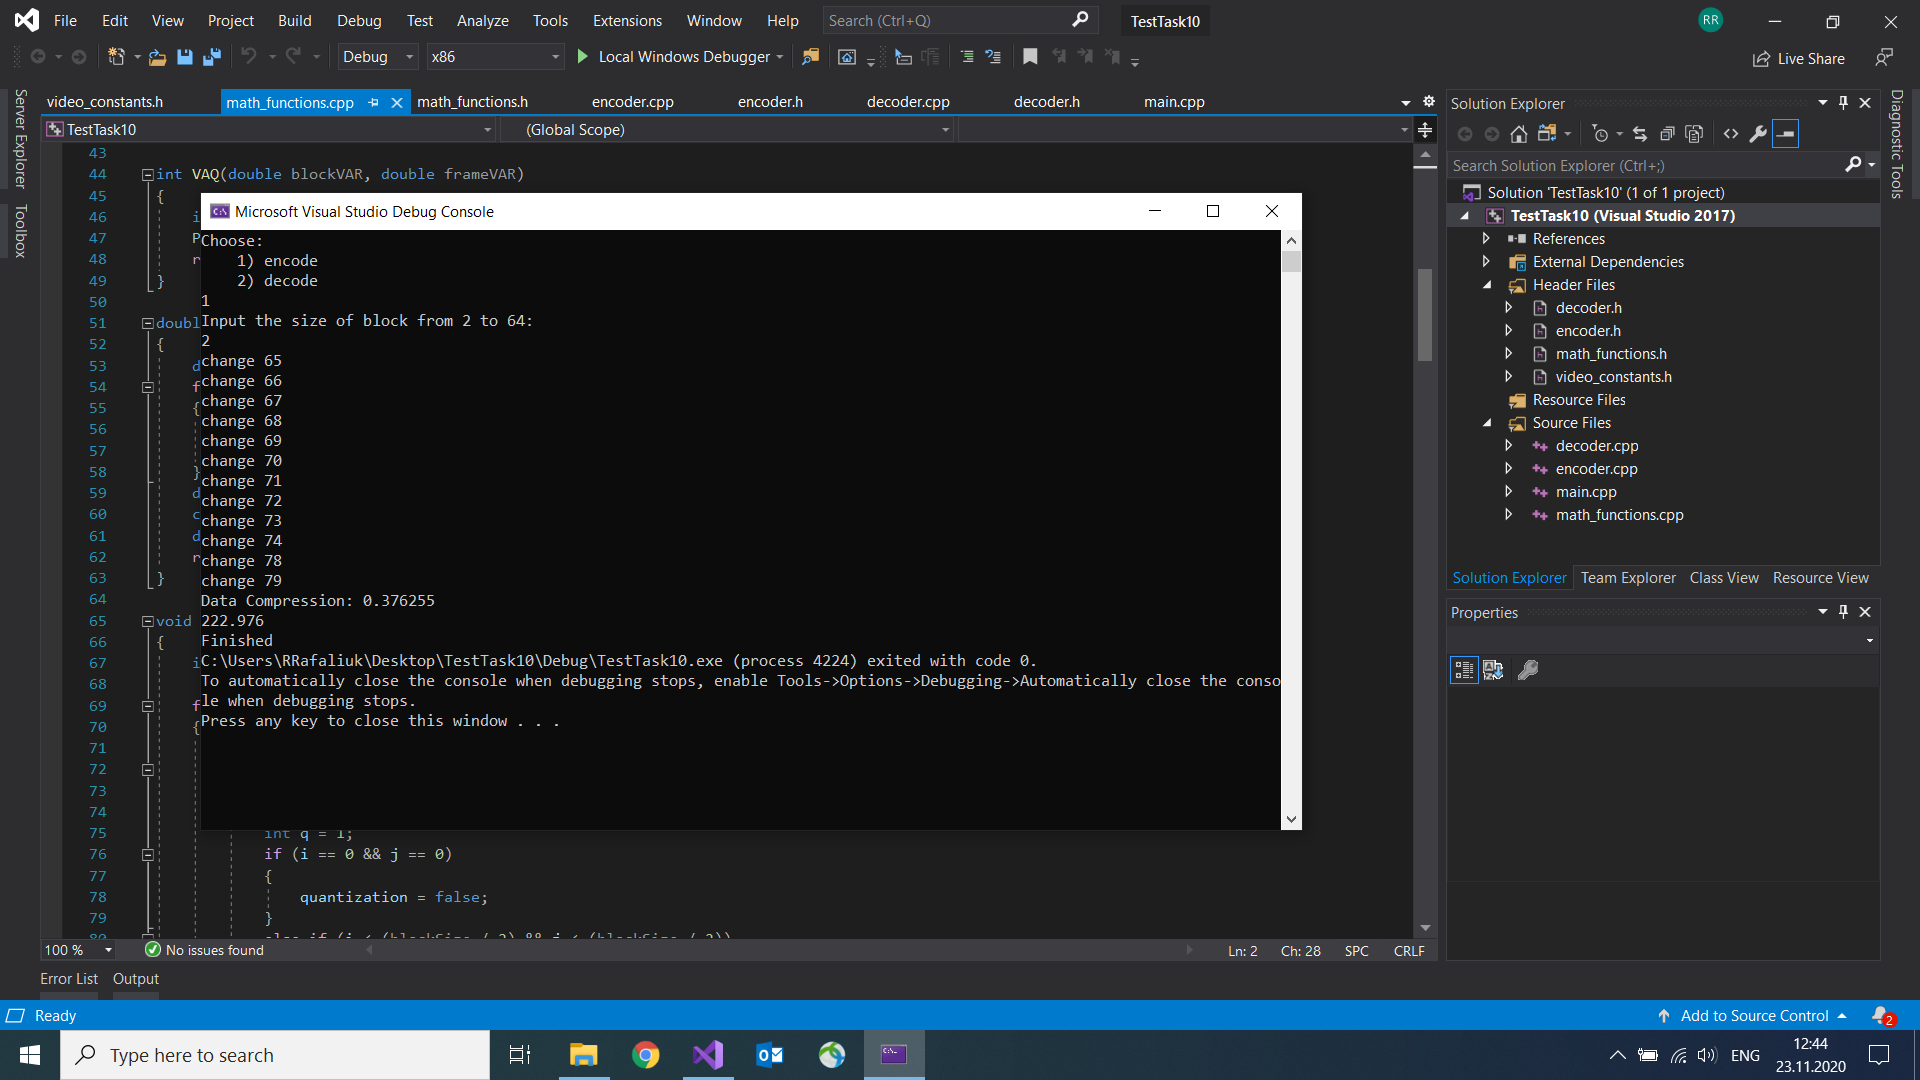 File Edit View Project Build Debug Test Analyze Tools Extensions Window Help Search (Ctrl+Q) TestTask10 RR
Debug x86 Local Windows Debugger Live Share
Server Explorer
Toolbox
video_constants.h math_functions.cpp math_functions.h encoder.cpp encoder.h decoder.cpp decoder.h main.cpp
TestTask10 (Global Scope)
43
44 int VAQ(double blockVAR, double frameVAR)
45 {
46 i
47 P
48 r
49 }
50
51 doubl
52 {
53 d
54 f
55 {
56
57
58 }
59 d
60 c
61 d
62 r
63 }
64
65 void
66 {
67 i
68
69 f
70 {
71
72
73
74
75 int q = 1;
76 if (i == 0 && j == 0)
77 {
78 quantization = false;
79 }
80 else if (i < (blockSize / 2) && j < (blockSize / 2))
Microsoft Visual Studio Debug Console
Choose:
1) encode
2) decode
1
Input the size of block from 2 to 64:
2
change 65
change 66
change 67
change 68
change 69
change 70
change 71
change 72
change 73
change 74
change 78
change 79
Data Compression: 0.376255
222.976
Finished
C:\Users\RRafaliuk\Desktop\TestTask10\Debug\TestTask10.exe (process 4224) exited with code 0.
To automatically close the console when debugging stops, enable Tools->Options->Debugging->Automatically close the conso
le when debugging stops.
Press any key to close this window . . .
100 % No issues found Ln: 2 Ch: 28 SPC CRLF
Error List Output
Solution Explorer
Search Solution Explorer (Ctrl+;)
Solution 'TestTask10' (1 of 1 project)
TestTask10 (Visual Studio 2017)
References
External Dependencies
Header Files
decoder.h
encoder.h
math_functions.h
video_constants.h
Resource Files
Source Files
decoder.cpp
encoder.cpp
main.cpp
math_functions.cpp
Solution Explorer Team Explorer Class View Resource View
Properties
Diagnostic Tools
Ready Add to Source Control 2
Type here to search ENG 12:44
23.11.2020